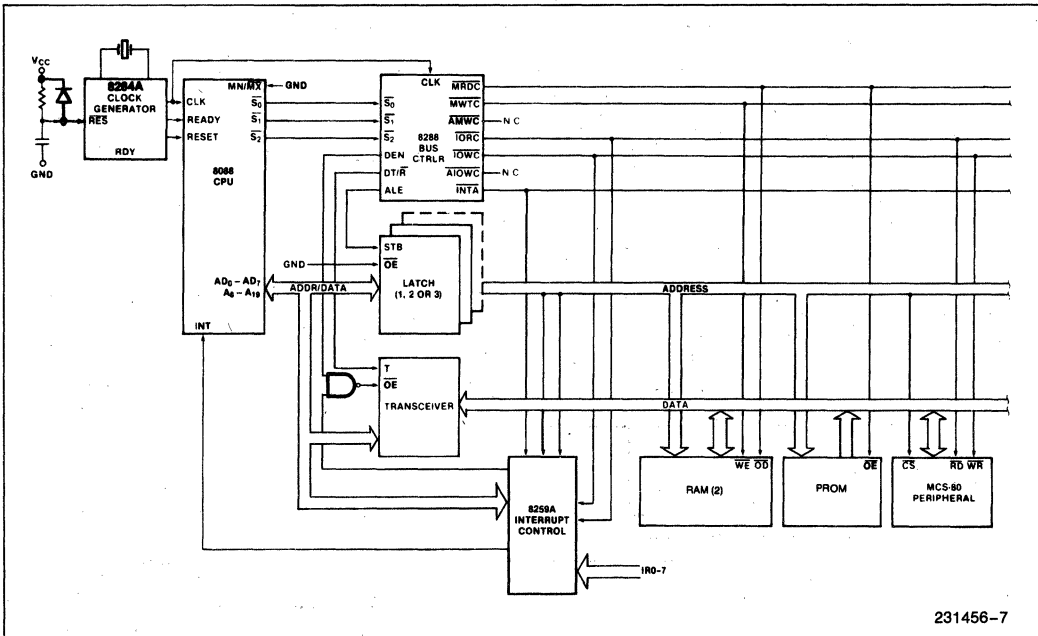 VCC
GND
8284A
CLOCK
GENERATOR
RES
RDY
MN/MX
GND
CLK
READY
RESET
S0
S1
S2
8088
CPU
AD0 – AD7
A8 – A19
INT
CLK
S0
S1
S2
DEN
DT/R
ALE
8288
BUS
CTRLR
MRDC
MWTC
AMWC
N C
IORC
IOWC
AIOWC
N C
INTA
STB
GND
OE
LATCH
(1, 2 OR 3)
ADDR/DATA
ADDRESS
T
OE
TRANSCEIVER
DATA
8259A
INTERRUPT
CONTROL
IR0-7
WE OD
RAM (2)
OE
PROM
CS RD WR
MCS-80
PERIPHERAL
231456-7